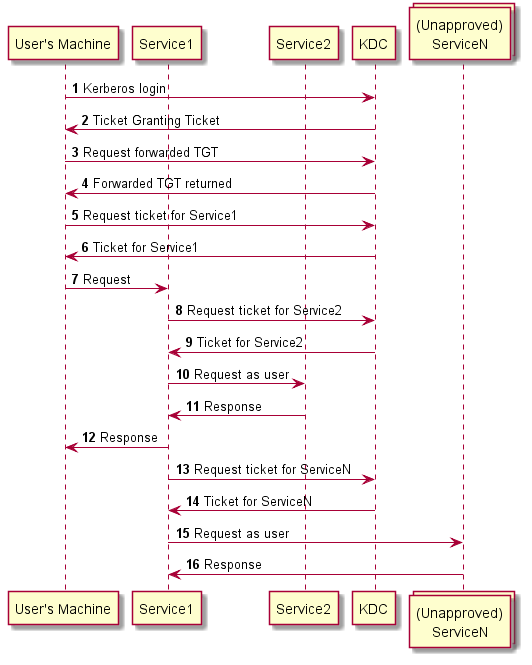 (Unapproved)
User's Machine Service1 Service2 KDC ServiceN
1 Kerberos login
2 Ticket Granting Ticket
3 Request forwarded TGT
4 Forwarded TGT returned
5 Request ticket for Service1
6 Ticket for Service1
7 Request
8 Request ticket for Service2
9 Ticket for Service2
10 Request as user
11 Response
12 Response
13 Request ticket for ServiceN
14 Ticket for ServiceN
15 Request as user
16 Response
User's Machine Service1 Service2 KDC (Unapproved)
ServiceN